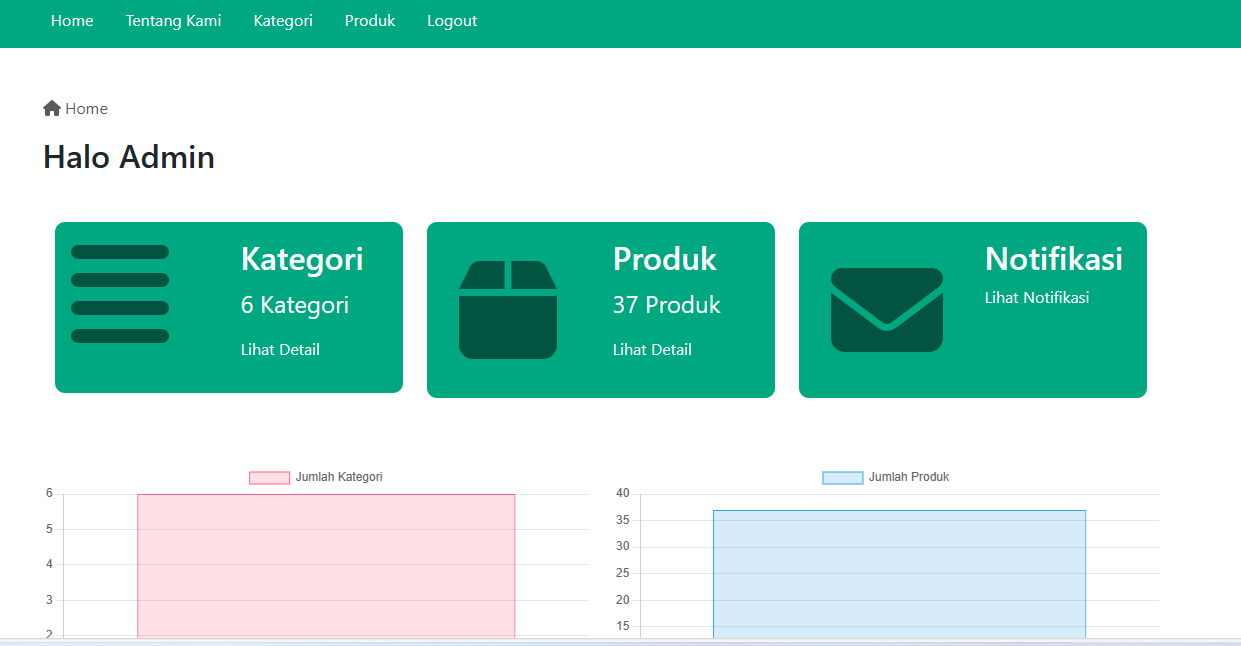 Home Tentang Kami Kategori Produk Logout
Home
Halo Admin
Kategori
6 Kategori
Lihat Detail
Produk
37 Produk
Lihat Detail
Notifikasi
Lihat Notifikasi
Jumlah Kategori
6
5
4
3
2
Jumlah Produk
40
35
30
25
20
15